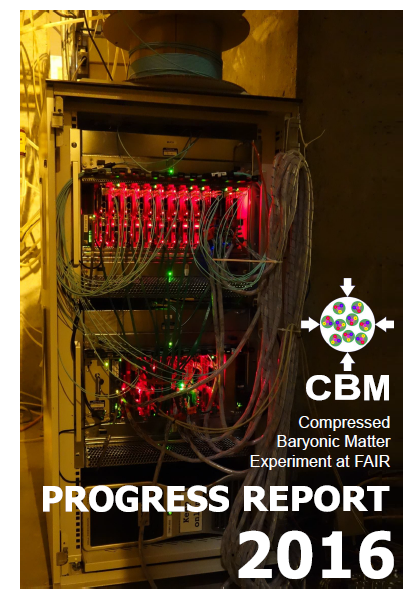 CBM
Compressed
Baryonic Matter
Experiment at FAIR
PROGRESS REPORT
2016